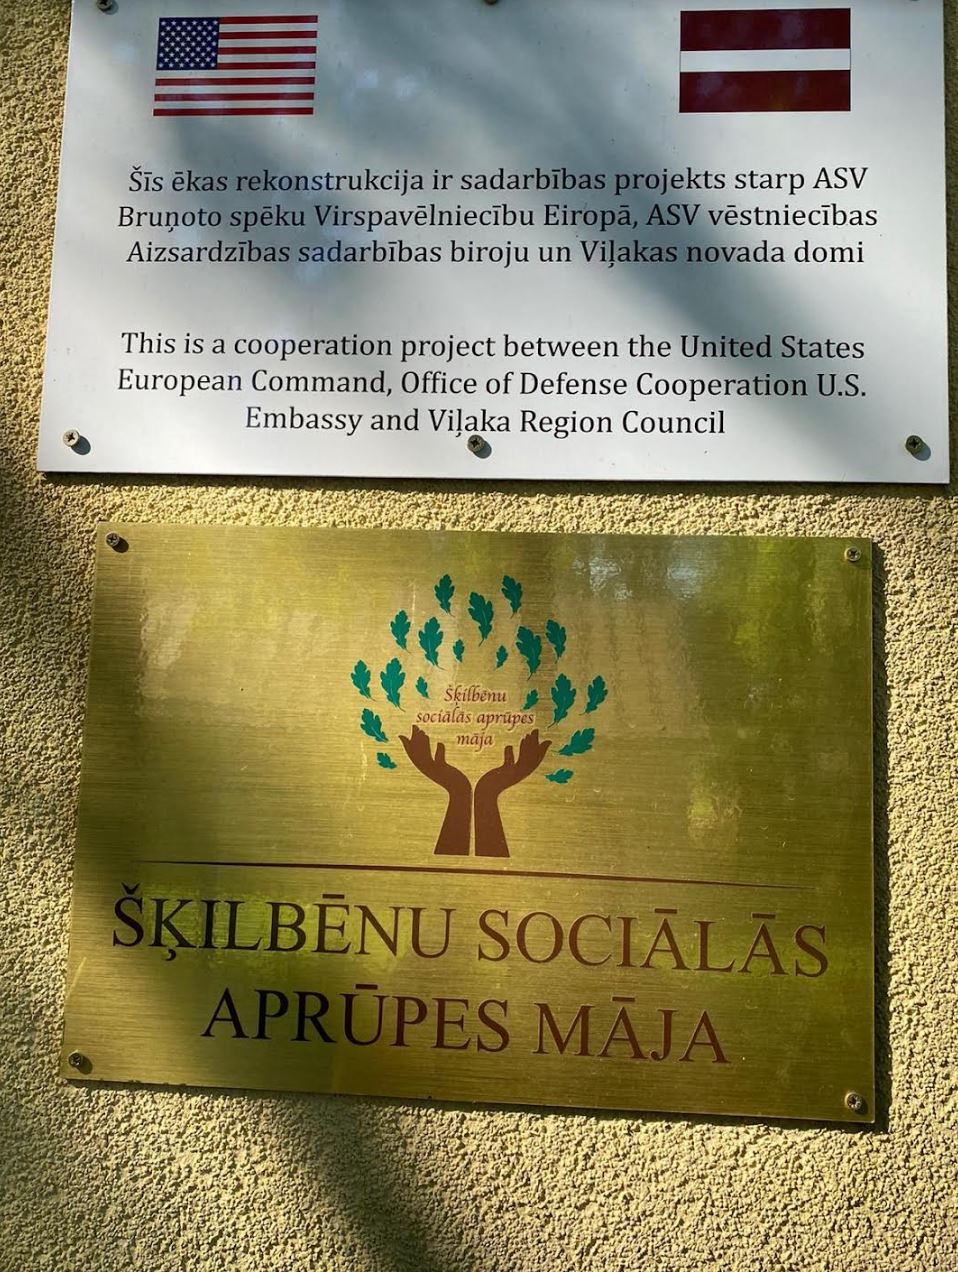 Šīs ēkas rekonstrukcija ir sadarbības projekts starp ASV
Bruņoto spēku Virspavēlniecību Eiropā, ASV vēstniecības
Aizsardzības sadarbības biroju un Viļakas novada domi
This is a cooperation project between the United States
European Command, Office of Defense Cooperation U.S.
Embassy and Viļaka Region Council
Šķilbēnu
sociālās aprūpes
māja
ŠĶILBĒNU SOCIĀLĀS
APRŪPES MĀJA